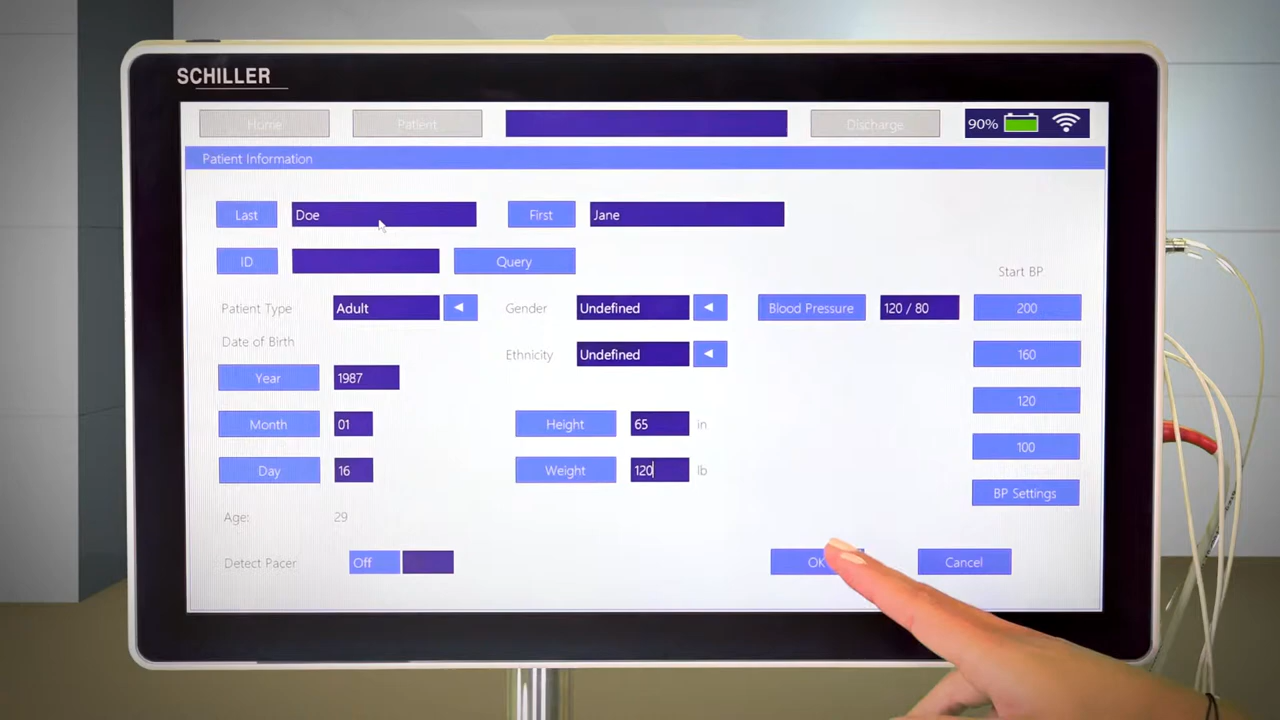 SCHILLER
Home Patient Discharge 90%
Patient Information
Last Doe First Jane
ID Query
Start BP
Patient Type Adult Gender Undefined Blood Pressure 120 / 80 200
Date of Birth
Ethnicity Undefined 160
Year 1987
120
Month 01 Height 65 in
100
Day 16 Weight 120 lb
BP Settings
Age: 29
Detect Pacer Off OK Cancel